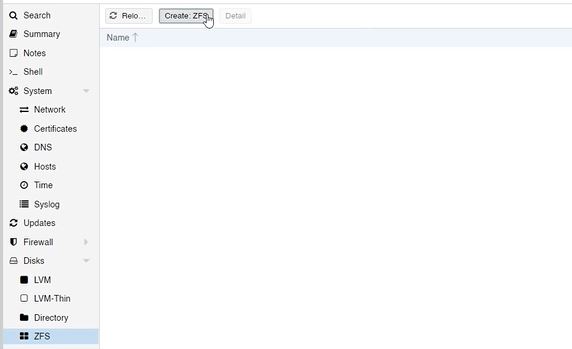 Search
Summary
Notes
Shell
System
Network
Certificates
DNS
Hosts
Time
Syslog
Updates
Firewall
Disks
LVM
LVM-Thin
Directory
ZFS
Relo... Create: ZFS Detail
Name